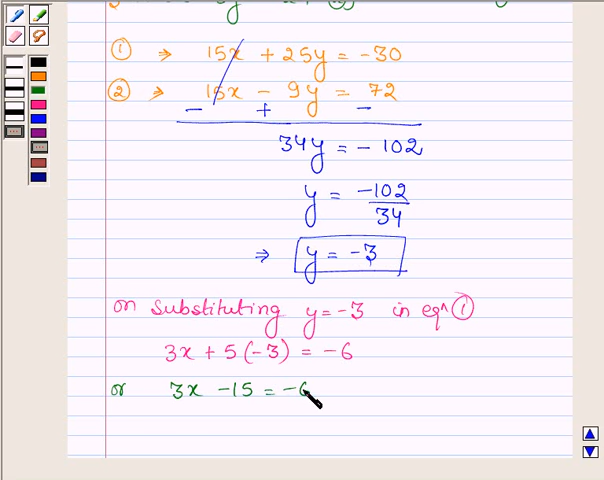 ① ⇒ 15x + 25y = -30
② ⇒ 15x - 9y = 72
- + -
34y = - 102
y = -102/34
⇒ y = -3
on substituting y = -3 in eqⁿ ①
3x + 5(-3) = -6
or 3x - 15 = -6